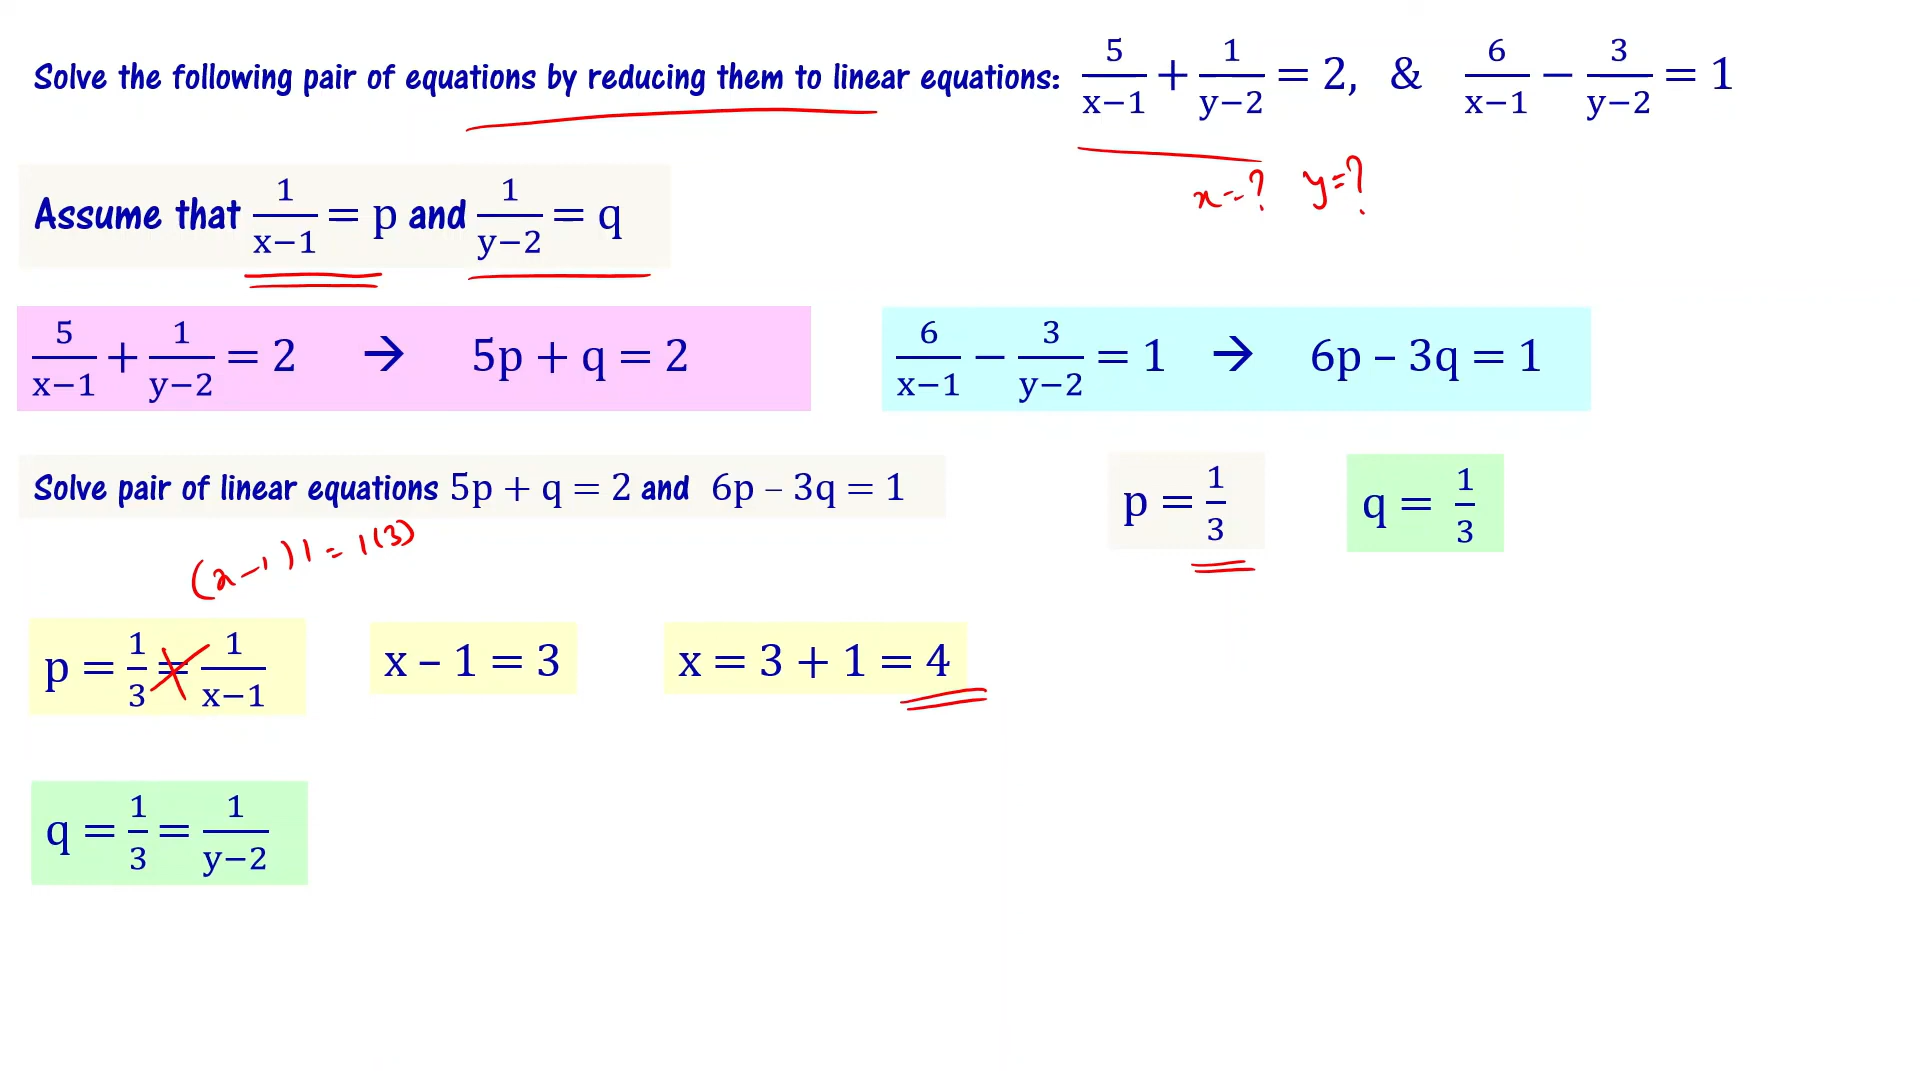 Solve the following pair of equations by reducing them to linear equations: 5/(x−1) + 1/(y−2) = 2, & 6/(x−1) − 3/(y−2) = 1
x=? y=?
Assume that 1/(x−1) = p and 1/(y−2) = q
5/(x−1) + 1/(y−2) = 2 → 5p + q = 2
6/(x−1) − 3/(y−2) = 1 → 6p – 3q = 1
Solve pair of linear equations 5p + q = 2 and 6p – 3q = 1
p = 1/3
q = 1/3
(x−1)1 = 1(3)
p = 1/3 = 1/(x−1)
x – 1 = 3
x = 3 + 1 = 4
q = 1/3 = 1/(y−2)